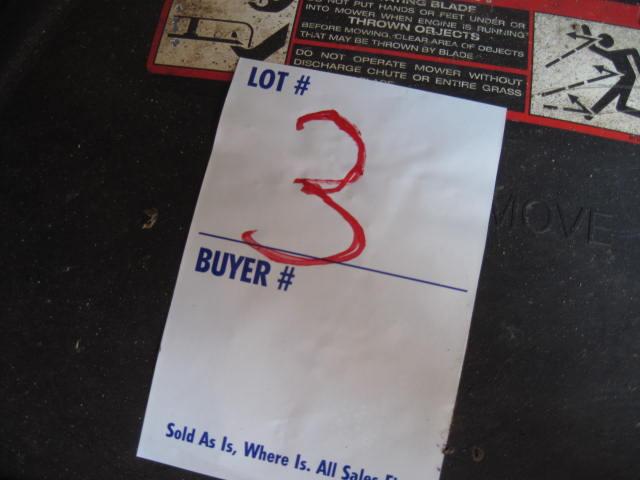 BLADE
NOT PUT HANDS OR FEET UNDER OR
INTO MOWER WHEN ENGINE IS RUNNING
THROWN OBJECTS
BEFORE MOWING, CLEAR AREA OF OBJECTS
THAT MAY BE THROWN BY BLADE
DO NOT OPERATE MOWER WITHOUT
DISCHARGE CHUTE OR ENTIRE GRASS
LOT #
3
MOVE
BUYER #
Sold As Is, Where Is. All Sales